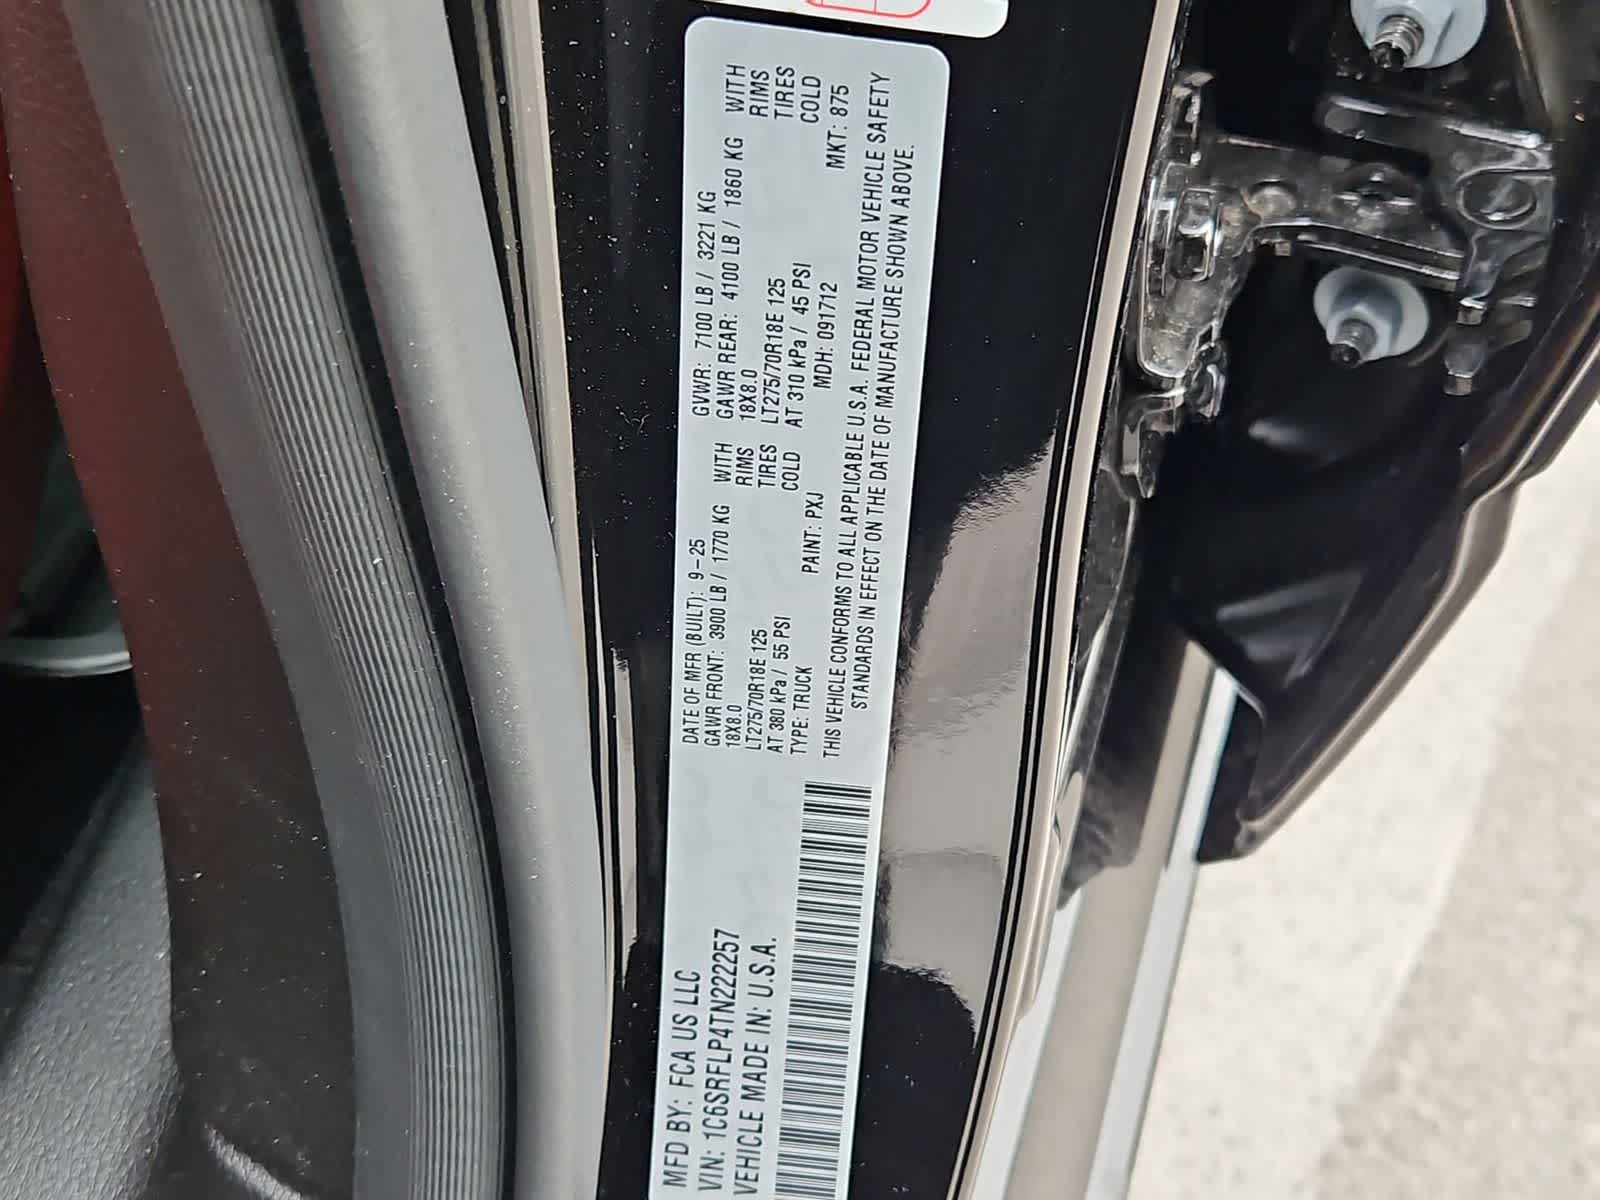 MFD BY: FCA US LLC
VIN: 1C6SRFLP4TN222257
VEHICLE MADE IN: U.S.A.
DATE OF MFR (BUILT): 9-25 GVWR: 7100 LB / 3221 KG
GAWR FRONT: 3900 LB / 1770 KG WITH GAWR REAR: 4100 LB / 1860 KG WITH
18X8.0 RIMS 18X8.0 RIMS
LT275/70R18E 125 TIRES LT275/70R18E 125 TIRES
AT 380 kPa / 55 PSI COLD AT 310 kPa / 45 PSI COLD
TYPE: TRUCK PAINT: PXJ MDH: 091712 MKT: 875
THIS VEHICLE CONFORMS TO ALL APPLICABLE U.S.A. FEDERAL MOTOR VEHICLE SAFETY
STANDARDS IN EFFECT ON THE DATE OF MANUFACTURE SHOWN ABOVE.